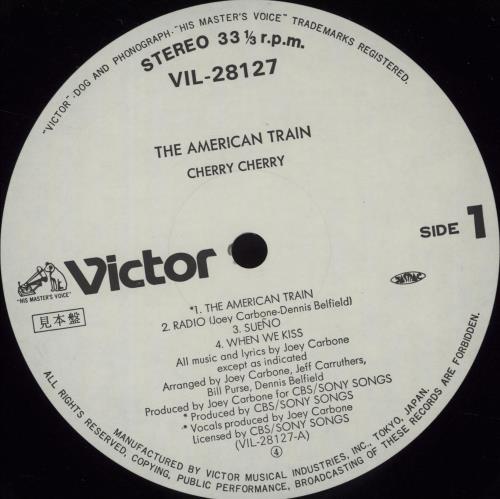 "VICTOR"·DOG AND PHONOGRAPH·"HIS MASTER'S VOICE" TRADEMARKS REGISTERED.
STEREO 33 1/3 r.p.m.
VIL-28127
THE AMERICAN TRAIN
CHERRY CHERRY
SIDE 1
"HIS MASTER'S VOICE"
Victor
見本盤
*1. THE AMERICAN TRAIN
2. RADIO (Joey Carbone-Dennis Belfield)
3. SUEÑO
4. WHEN WE KISS
All music and lyrics by Joey Carbone
except as indicated
Arranged by Joey Carbone, Jeff Carruthers,
Bill Purse, Dennis Belfield
Produced by Joey Carbone for CBS/SONY SONGS
* Produced by CBS/SONY SONGS
* Vocals produced by Joey Carbone
Licensed by CBS/SONY SONGS
(VIL-28127-A)
④
MANUFACTURED BY VICTOR MUSICAL INDUSTRIES, INC., TOKYO, JAPAN.
ALL RIGHTS RESERVED, COPYING, PUBLIC PERFORMANCE, BROADCASTING OF THESE RECORDS ARE FORBIDDEN.